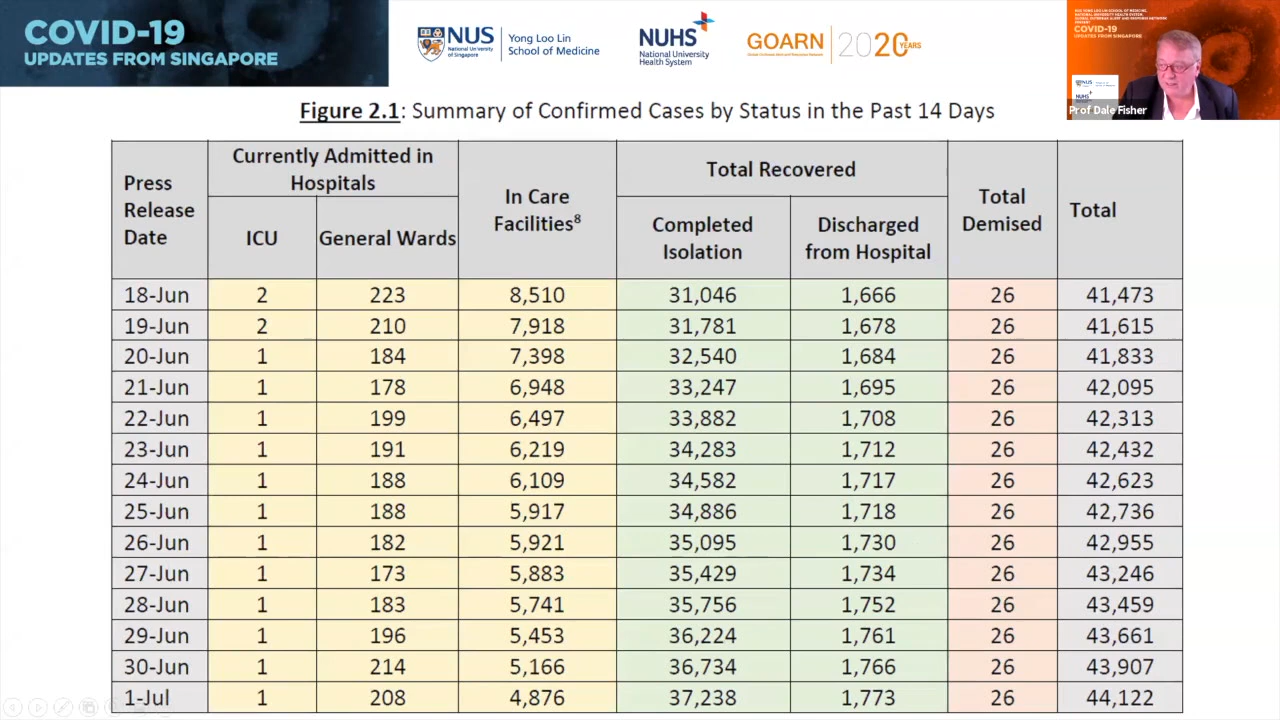 COVID-19
UPDATES FROM SINGAPORE
NUS
National University
of Singapore
Yong Loo Lin
School of Medicine
NUHS
National University
Health System
GOARN
2020 YEARS
COVID-19
UPDATES FROM SINGAPORE
NUS
NUHS
Prof Dale Fisher
Figure 2.1: Summary of Confirmed Cases by Status in the Past 14 Days
Press Release Date
Currently Admitted in Hospitals
ICU
General Wards
In Care Facilities8
Total Recovered
Completed Isolation
Discharged from Hospital
Total Demised
Total
18-Jun 2 223 8,510 31,046 1,666 26 41,473
19-Jun 2 210 7,918 31,781 1,678 26 41,615
20-Jun 1 184 7,398 32,540 1,684 26 41,833
21-Jun 1 178 6,948 33,247 1,695 26 42,095
22-Jun 1 199 6,497 33,882 1,708 26 42,313
23-Jun 1 191 6,219 34,283 1,712 26 42,432
24-Jun 1 188 6,109 34,582 1,717 26 42,623
25-Jun 1 188 5,917 34,886 1,718 26 42,736
26-Jun 1 182 5,921 35,095 1,730 26 42,955
27-Jun 1 173 5,883 35,429 1,734 26 43,246
28-Jun 1 183 5,741 35,756 1,752 26 43,459
29-Jun 1 196 5,453 36,224 1,761 26 43,661
30-Jun 1 214 5,166 36,734 1,766 26 43,907
1-Jul 1 208 4,876 37,238 1,773 26 44,122